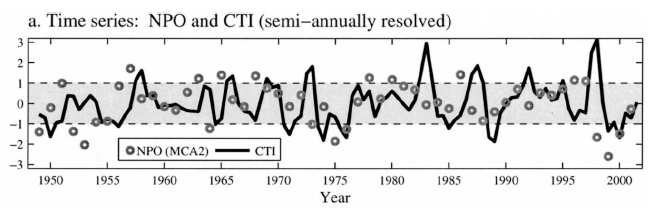 a. Time series: NPO and CTI (semi−annually resolved)
3
2
1
0
−1
−2
−3
NPO (MCA2) CTI
1950 1955 1960 1965 1970 1975 1980 1985 1990 1995 2000
Year